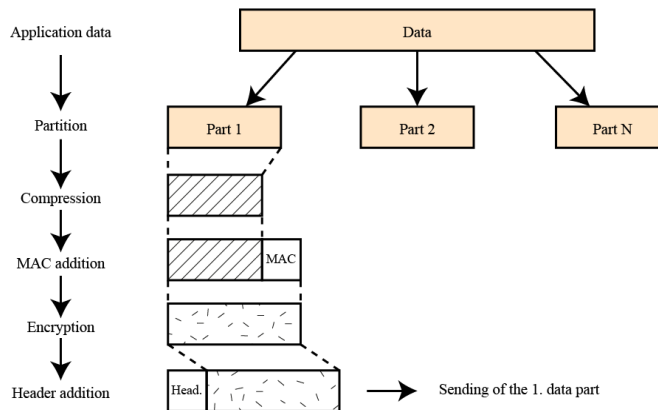 Application data
Data
Partition
Part 1
Part 2
Part N
Compression
MAC addition
MAC
Encryption
Header addition
Head.
Sending of the 1. data part